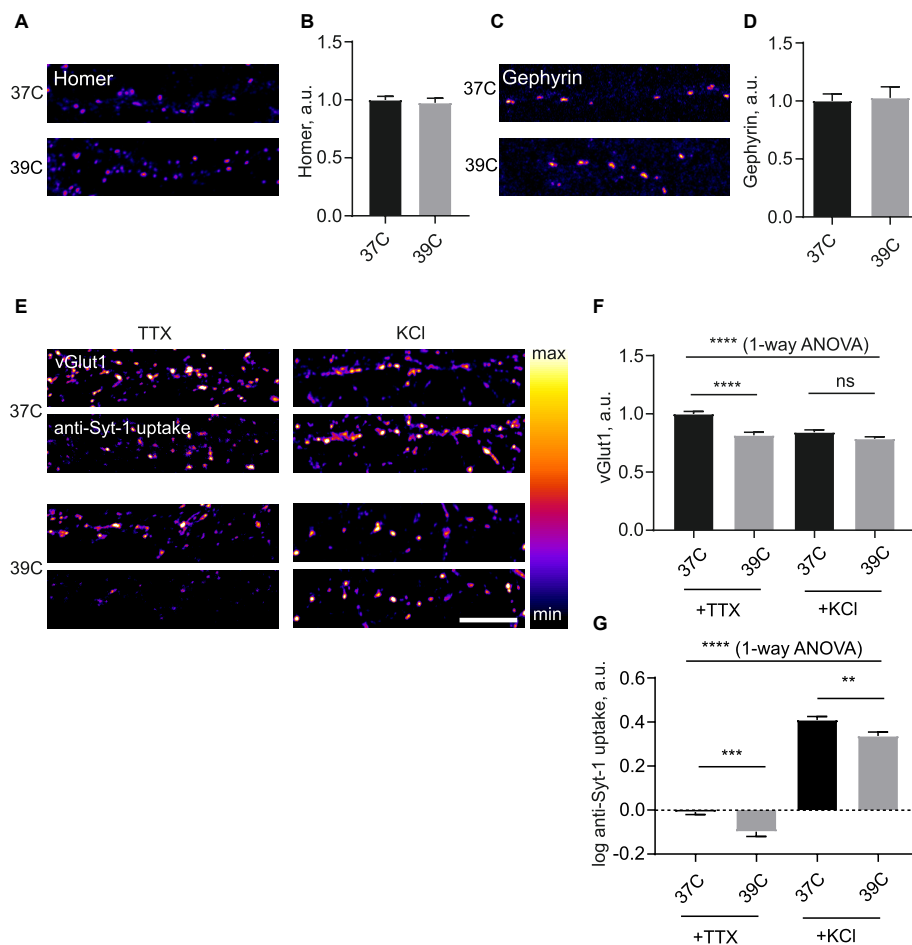 A
Homer
37C
39C
B
1.5
1.0
0.5
0.0
Homer, a.u.
37C
39C
C
Gephyrin
37C
39C
D
1.5
1.0
0.5
0.0
Gephyrin, a.u.
37C
39C
E
TTX
KCl
vGlut1
37C
anti-Syt-1 uptake
39C
max
min
F
**** (1-way ANOVA)
****
ns
1.5
1.0
0.5
0.0
vGlut1, a.u.
37C
39C
37C
39C
+TTX
+KCl
G
**** (1-way ANOVA)
**
***
0.6
0.4
0.2
0.0
-0.2
log anti-Syt-1 uptake, a.u.
37C
39C
37C
39C
+TTX
+KCl